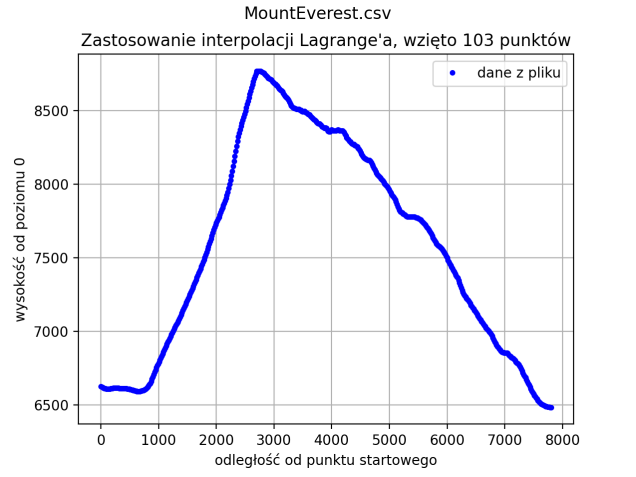 MountEverest.csv
Zastosowanie interpolacji Lagrange'a, wzięto 103 punktów
dane z pliku
8500
8000
7500
7000
6500
wysokość od poziomu 0
0 1000 2000 3000 4000 5000 6000 7000 8000
odległość od punktu startowego